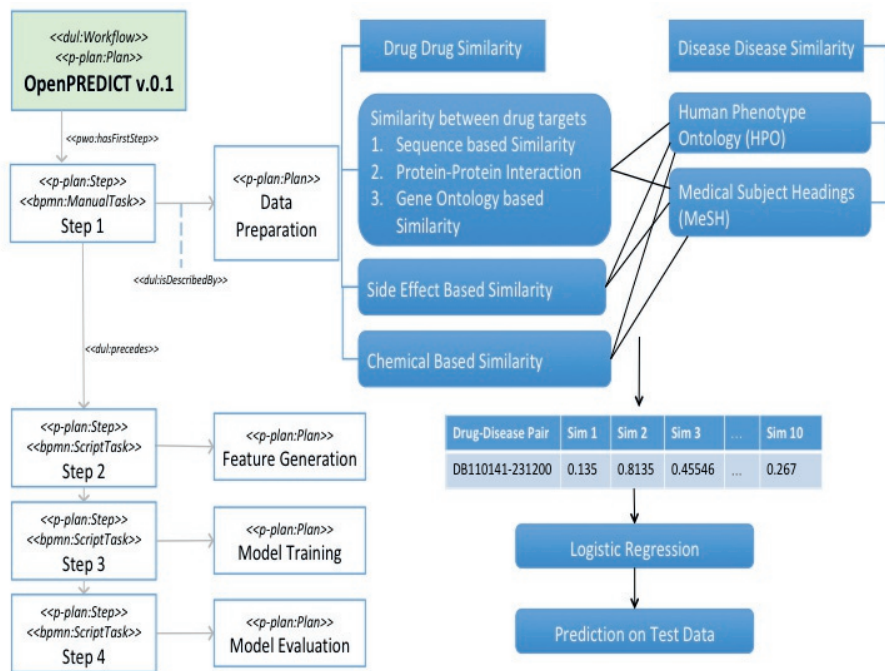 <<dul:Workflow>>
<<p-plan:Plan>>
OpenPREDICT v.0.1
<<pwo:hasFirstStep>>
<<p-plan:Step>>
<<bpmn:ManualTask>>
Step 1
<<p-plan:Plan>>
Data
Preparation
<<dul:isDescribedBy>>
<<dul:precedes>>
<<p-plan:Step>>
<<bpmn:ScriptTask>>
Step 2
<<p-plan:Plan>>
Feature Generation
<<p-plan:Step>>
<<bpmn:ScriptTask>>
Step 3
<<p-plan:Plan>>
Model Training
<<p-plan:Step>>
<<bpmn:ScriptTask>>
Step 4
<<p-plan:Plan>>
Model Evaluation
Drug Drug Similarity
Similarity between drug targets
1. Sequence based Similarity
2. Protein-Protein Interaction
3. Gene Ontology based
Similarity
Side Effect Based Similarity
Chemical Based Similarity
Disease Disease Similarity
Human Phenotype
Ontology (HPO)
Medical Subject Headings
(MeSH)
Drug-Disease Pair Sim 1 Sim 2 Sim 3 ... Sim 10
DB110141-231200 0.135 0.8135 0.45546 ... 0.267
Logistic Regression
Prediction on Test Data